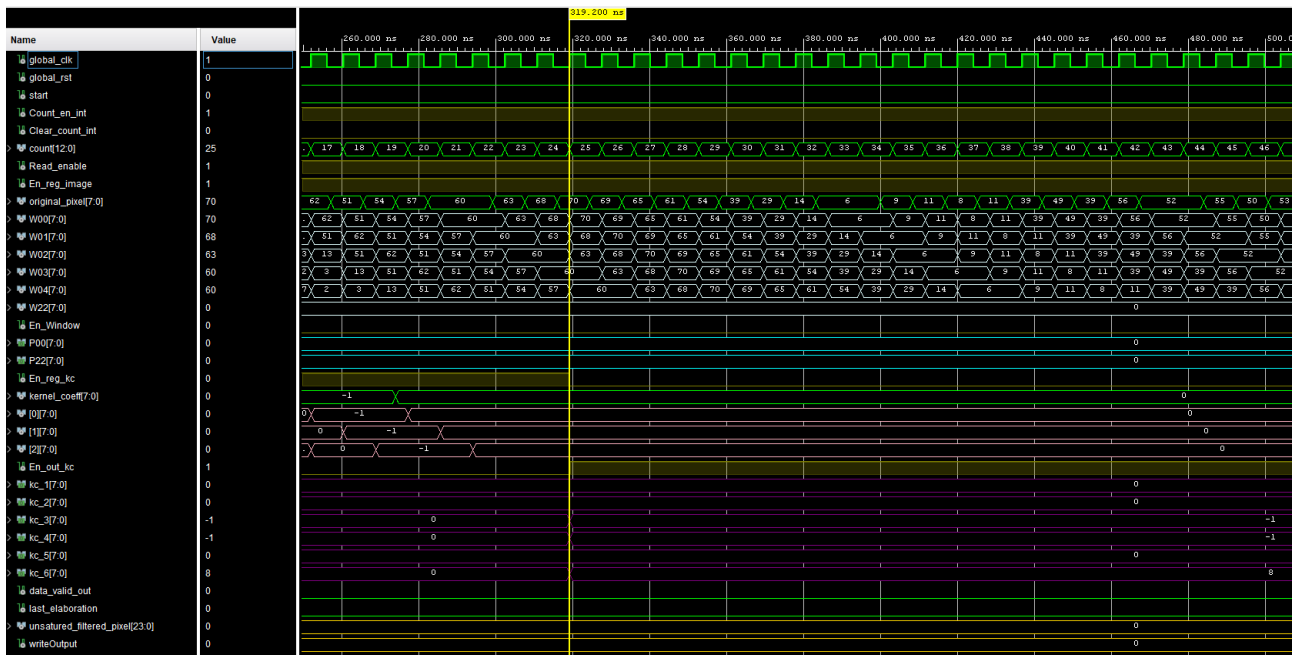 319.200 ns
Name Value 260.000 ns 280.000 ns 300.000 ns 320.000 ns 340.000 ns 360.000 ns 380.000 ns 400.000 ns 420.000 ns 440.000 ns 460.000 ns 480.000 ns 500.0
global_clk 1
global_rst 0
start 0
Count_en_int 1
Clear_count_int 0
count[12:0] 25 . 17 18 19 20 21 22 23 24 25 26 27 28 29 30 31 32 33 34 35 36 37 38 39 40 41 42 43 44 45 46
Read_enable 1
En_reg_image 1
original_pixel[7:0] 70 62 51 54 57 60 63 68 70 69 65 61 54 39 29 14 6 9 11 8 11 39 49 39 56 52 55 50 53
W00[7:0] 70 . 62 51 54 57 60 63 68 70 69 65 61 54 39 29 14 6 9 11 8 11 39 49 39 56 52 55 50
W01[7:0] 68 . 51 62 51 54 57 60 63 68 70 69 65 61 54 39 29 14 6 9 11 8 11 39 49 39 56 52 55
W02[7:0] 63 3 13 51 62 51 54 57 60 63 68 70 69 65 61 54 39 29 14 6 9 11 8 11 39 49 39 56 52
W03[7:0] 60 2 3 13 51 62 51 54 57 60 63 68 70 69 65 61 54 39 29 14 6 9 11 8 11 39 49 39 56 52
W04[7:0] 60 7 2 3 13 51 62 51 54 57 60 63 68 70 69 65 61 54 39 29 14 6 9 11 8 11 39 49 39 56
W22[7:0] 0 0
En_Window 0
P00[7:0] 0 0
P22[7:0] 0 0
En_reg_kc 0
kernel_coeff[7:0] 0 -1 0
[0][7:0] 0 0 -1 0
[1][7:0] 0 0 -1 0
[2][7:0] 0 . 0 -1 0
En_out_kc 1
kc_1[7:0] 0 0
kc_2[7:0] 0 0
kc_3[7:0] -1 0 -1
kc_4[7:0] -1 0 -1
kc_5[7:0] 0 0
kc_6[7:0] 8 0 8
data_valid_out 0
last_elaboration 0
unsatured_filtered_pixel[23:0] 0 0
writeOutput 0 0